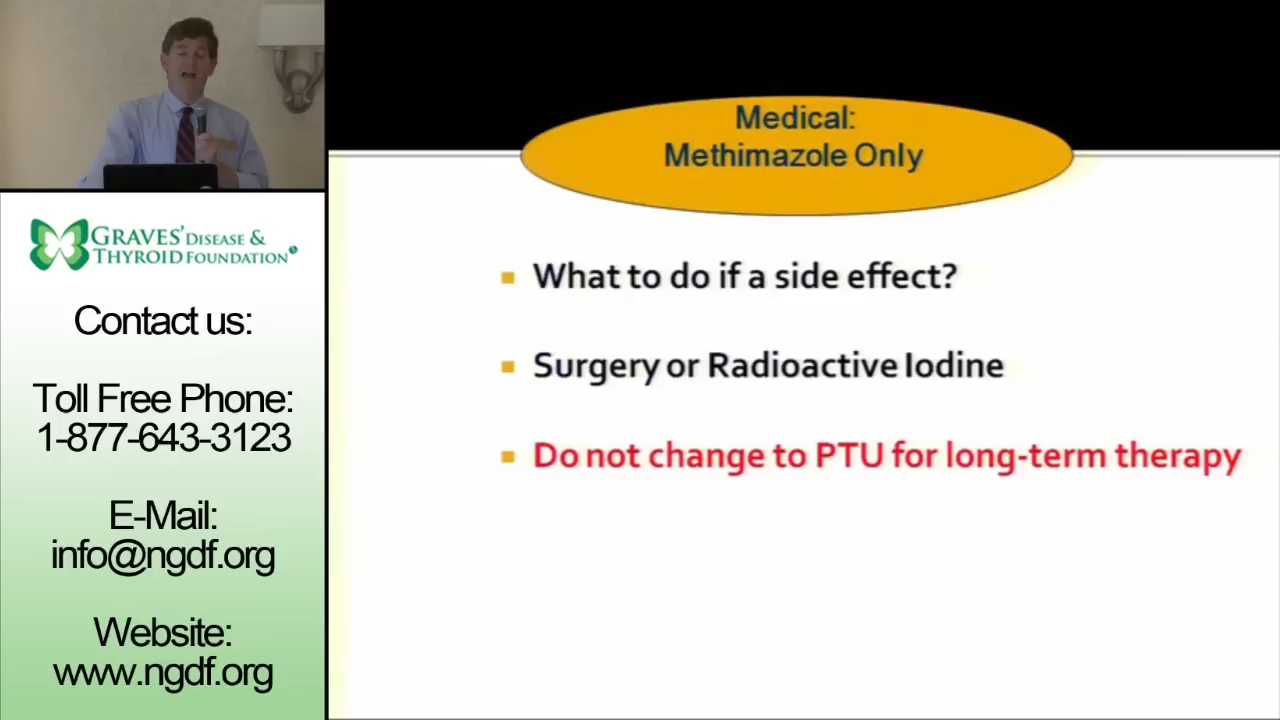 GRAVES' DISEASE &
THYROID FOUNDATION
Contact us:
Toll Free Phone:
1-877-643-3123
E-Mail:
info@ngdf.org
Website:
www.ngdf.org
Medical:
Methimazole Only
What to do if a side effect?
Surgery or Radioactive Iodine
Do not change to PTU for long-term therapy